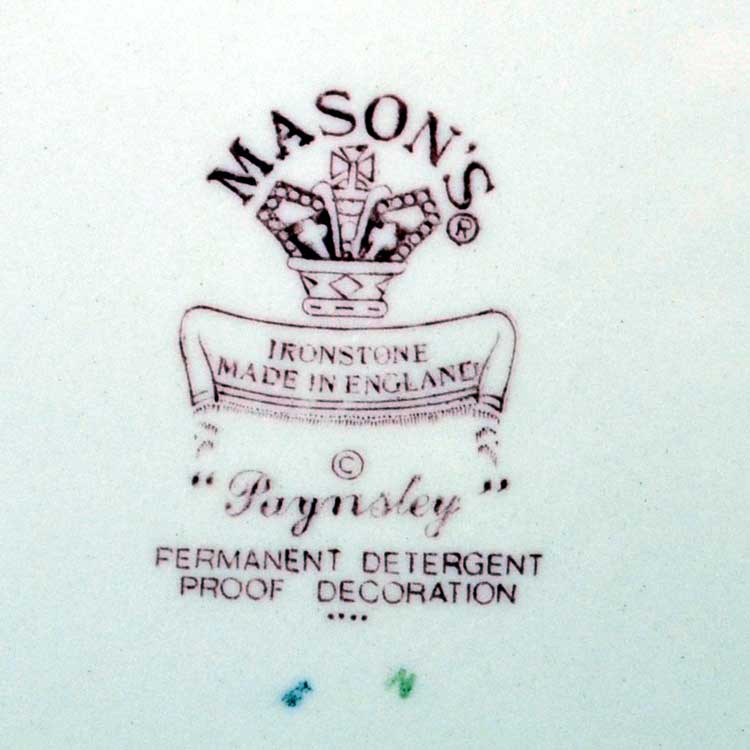 MASON'S ®
IRONSTONE
MADE IN ENGLAND
©
"Paynsley"
PERMANENT DETERGENT
PROOF DECORATION
....